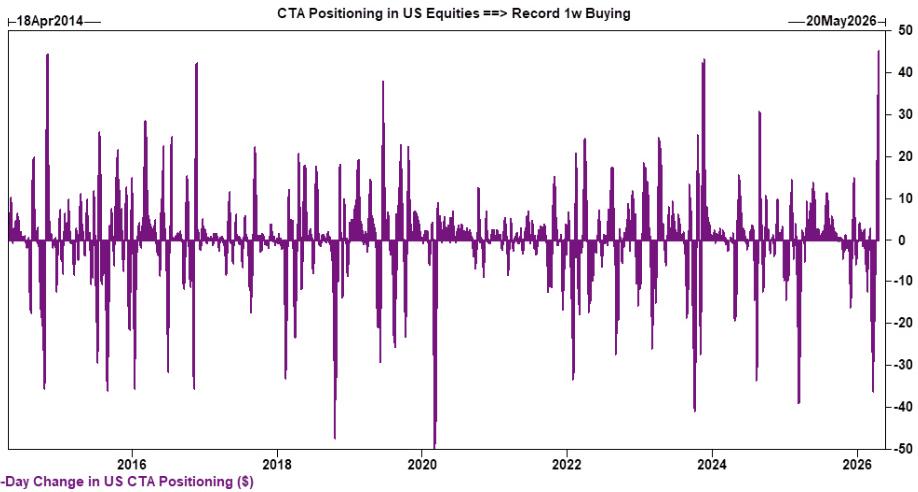 CTA Positioning in US Equities ==> Record 1w Buying
18Apr2014
20May2026
50
40
30
20
10
0
-10
-20
-30
-40
-50
2016 2018 2020 2022 2024 2026
-Day Change in US CTA Positioning ($)